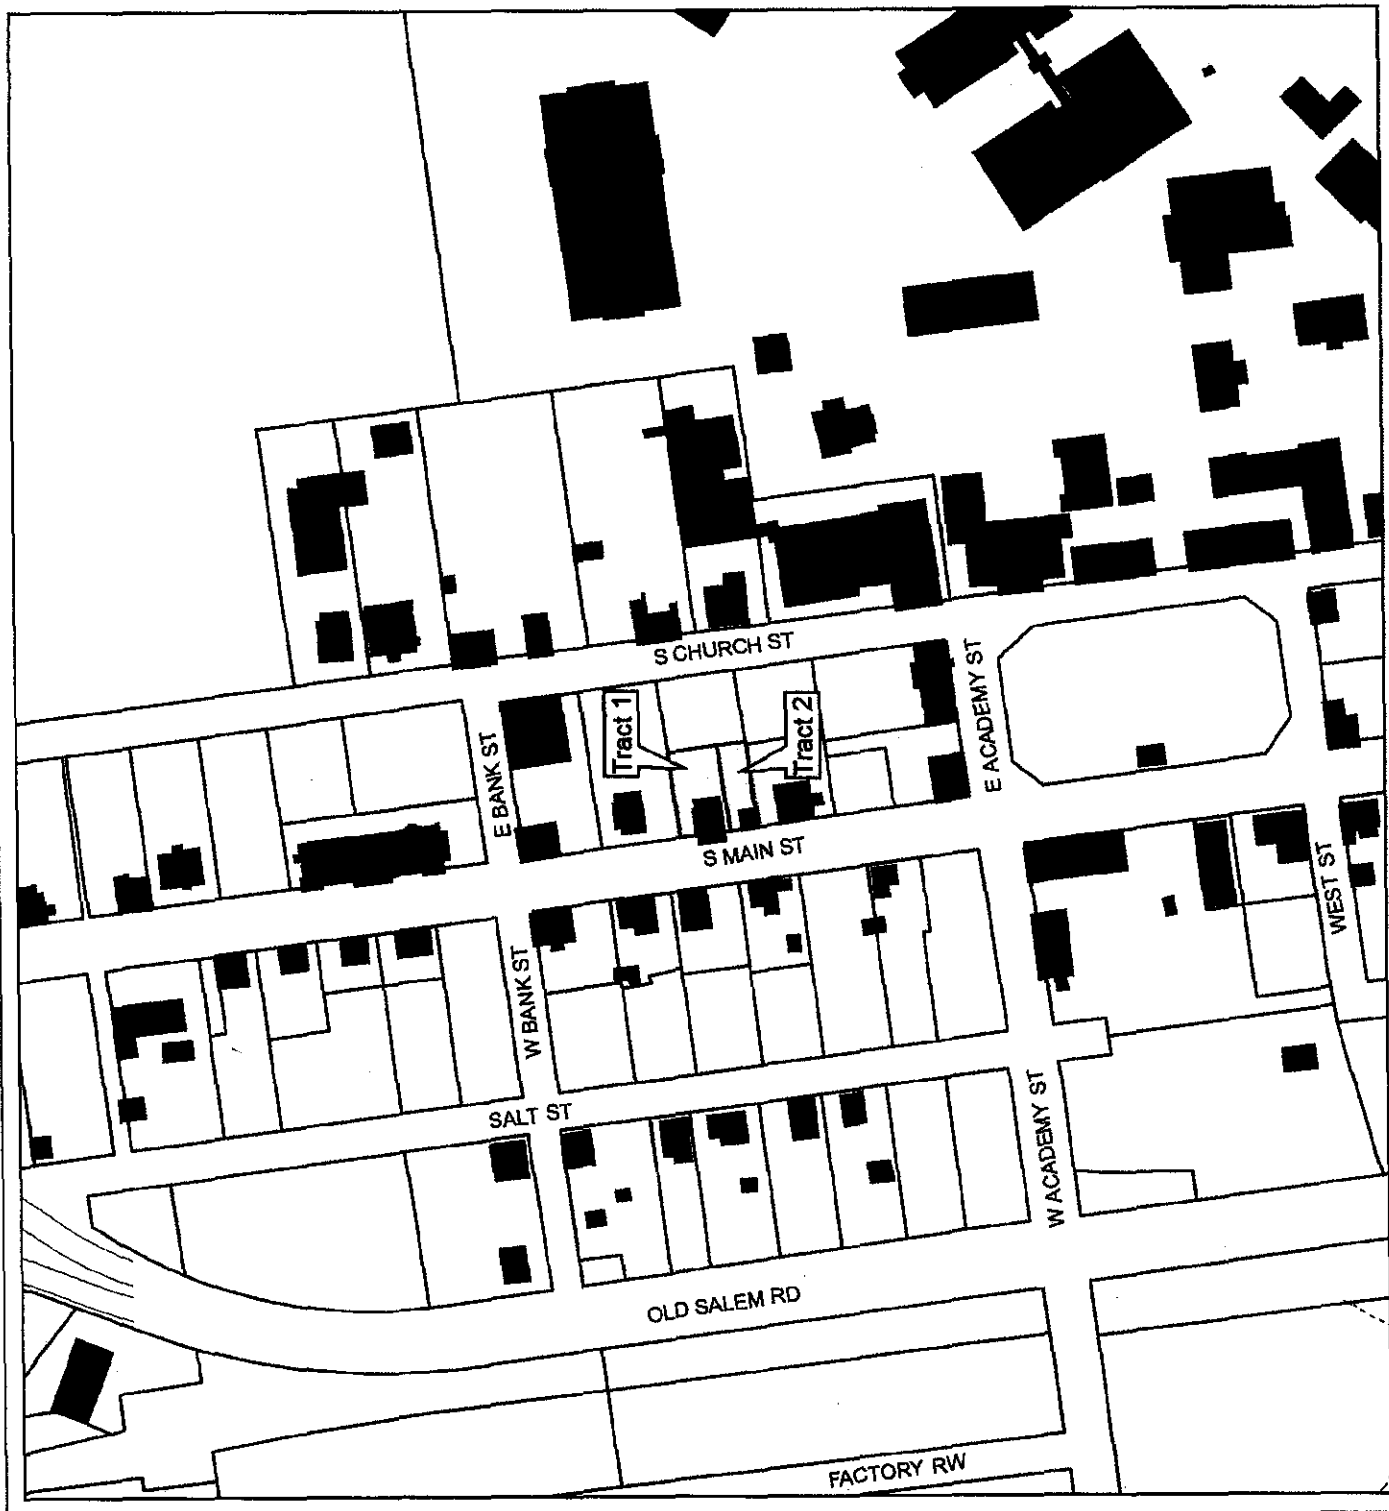 S CHURCH ST
E ACADEMY ST
Tract 1
Tract 2
E BANK ST
S MAIN ST
WEST ST
W BANK ST
SALT ST
W ACADEMY ST
OLD SALEM RD
FACTORY RW